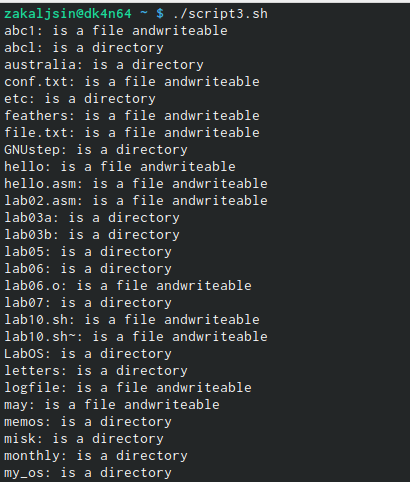 zakaljsin@dk4n64 ~ $ ./script3.sh
abc1: is a file andwriteable
abcl: is a directory
australia: is a directory
conf.txt: is a file andwriteable
etc: is a directory
feathers: is a file andwriteable
file.txt: is a file andwriteable
GNUstep: is a directory
hello: is a file andwriteable
hello.asm: is a file andwriteable
lab02.asm: is a file andwriteable
lab03a: is a directory
lab03b: is a directory
lab05: is a directory
lab06: is a directory
lab06.o: is a file andwriteable
lab07: is a directory
lab10.sh: is a file andwriteable
lab10.sh~: is a file andwriteable
LabOS: is a directory
letters: is a directory
logfile: is a file andwriteable
may: is a file andwriteable
memos: is a directory
misk: is a directory
monthly: is a directory
my_os: is a directory